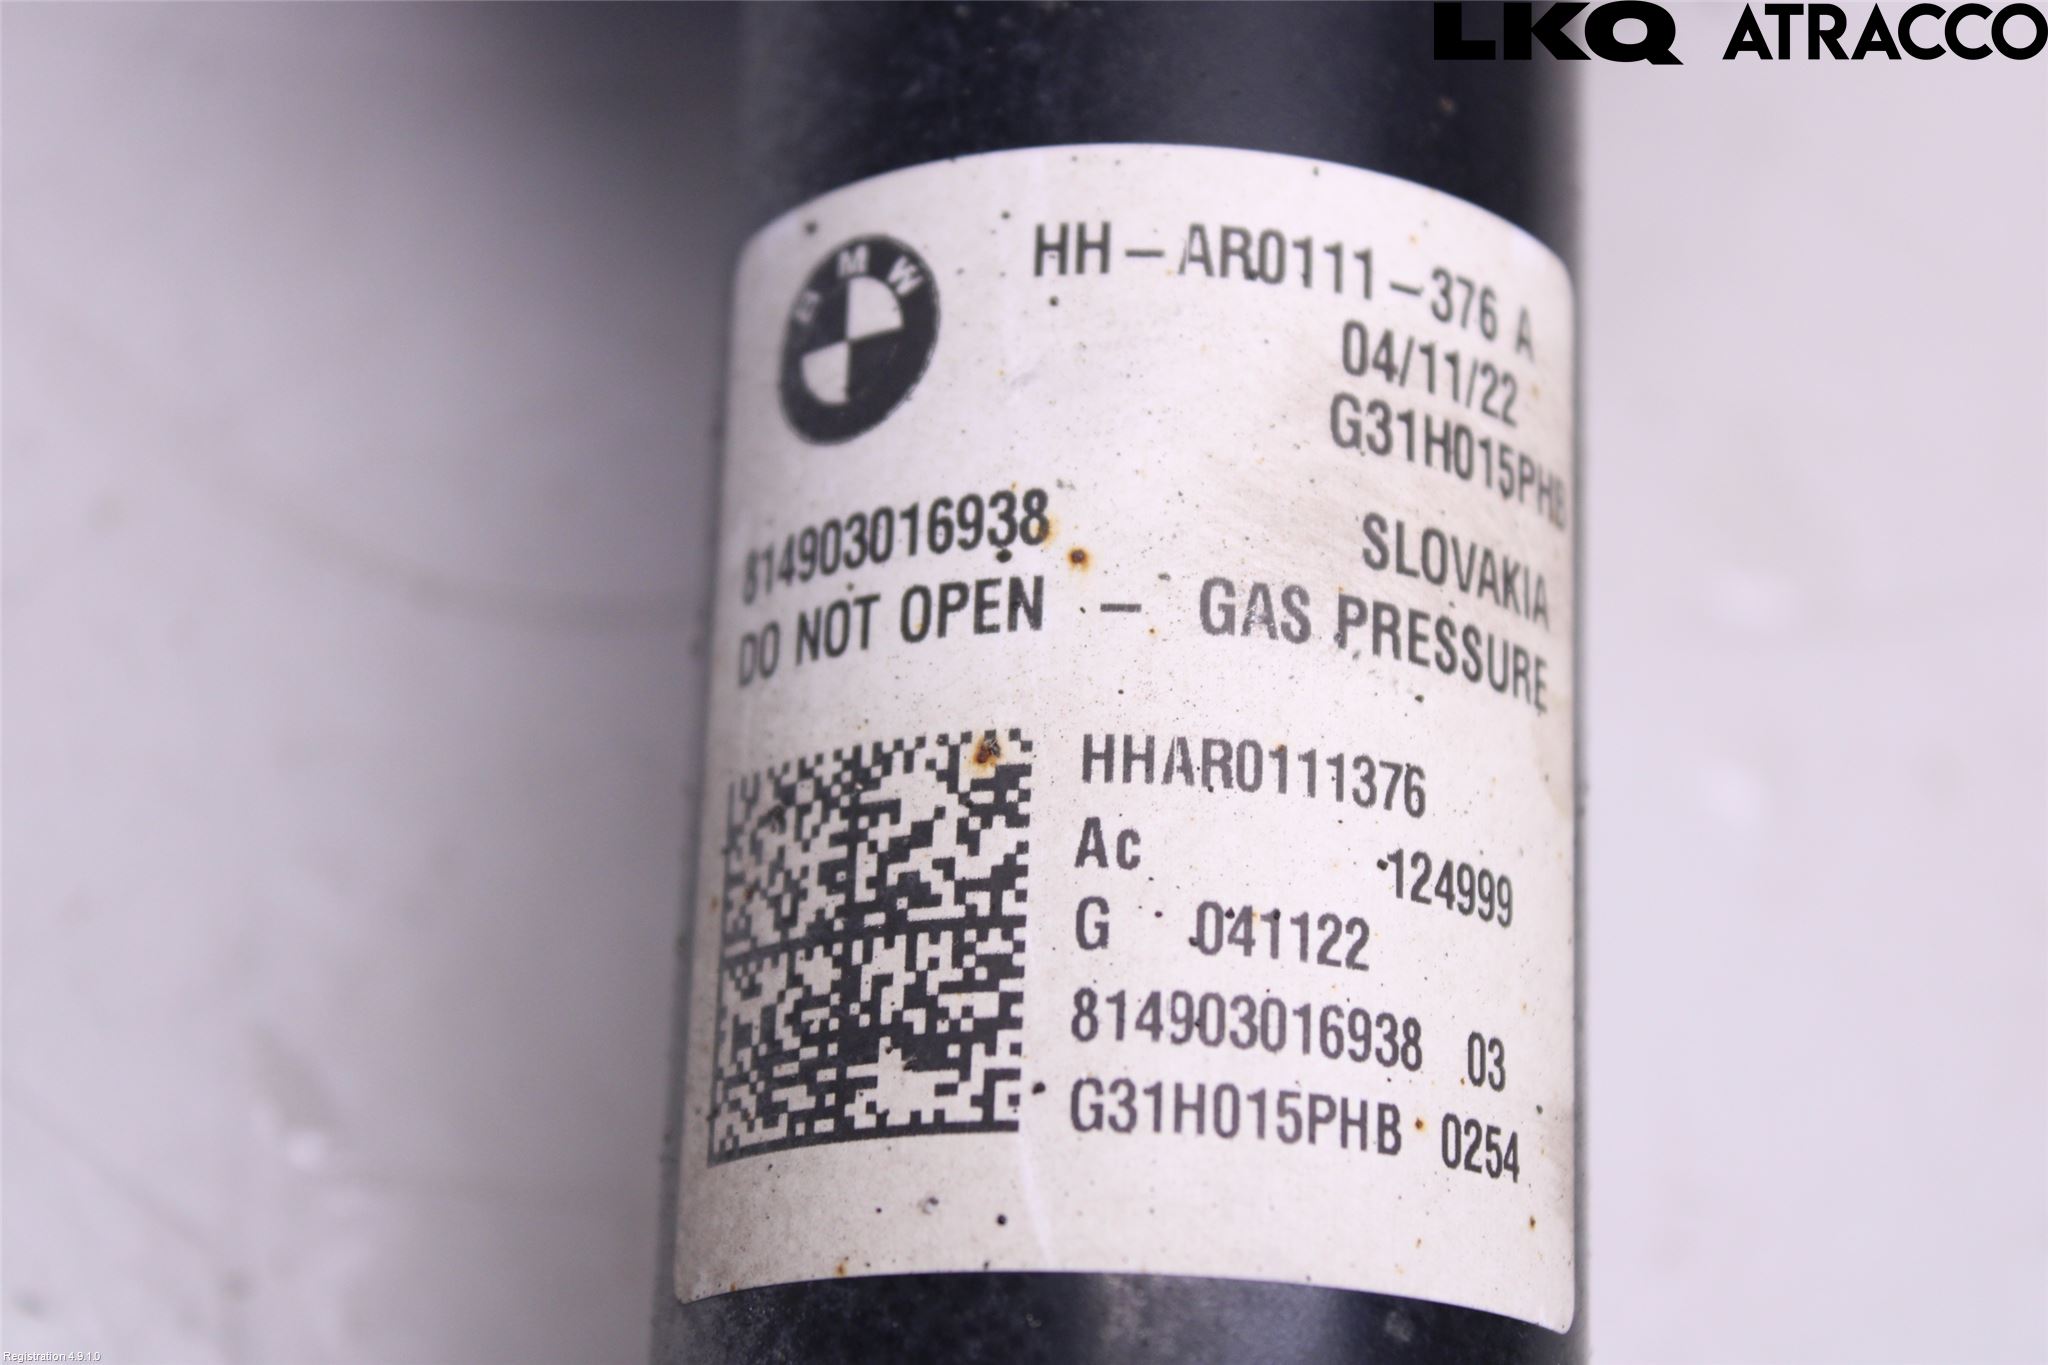 LKQ ATRACCO
BMW
HH-AR0111-376 A
04/11/22
G31H015PHB
814903016938
SLOVAKIA
DO NOT OPEN - GAS PRESSURE
HHAR0111376
Ac 124999
G 041122
814903016938 03
G31H015PHB 0254
Registration 4.9.1.0